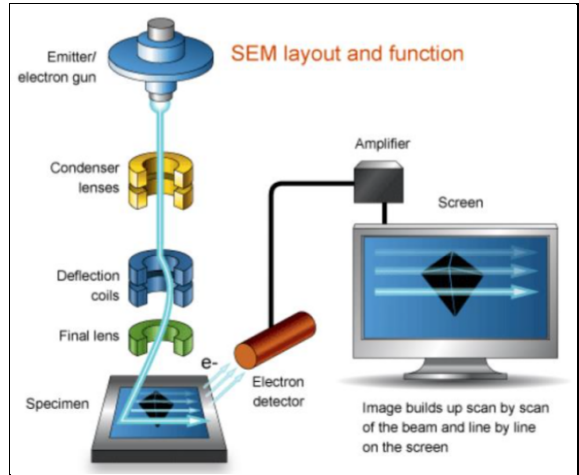 SEM layout and function
Emitter/
electron gun
Condenser
lenses
Amplifier
Screen
Deflection
coils
Final lens
e-
Electron
detector
Specimen
Image builds up scan by scan
of the beam and line by line
on the screen